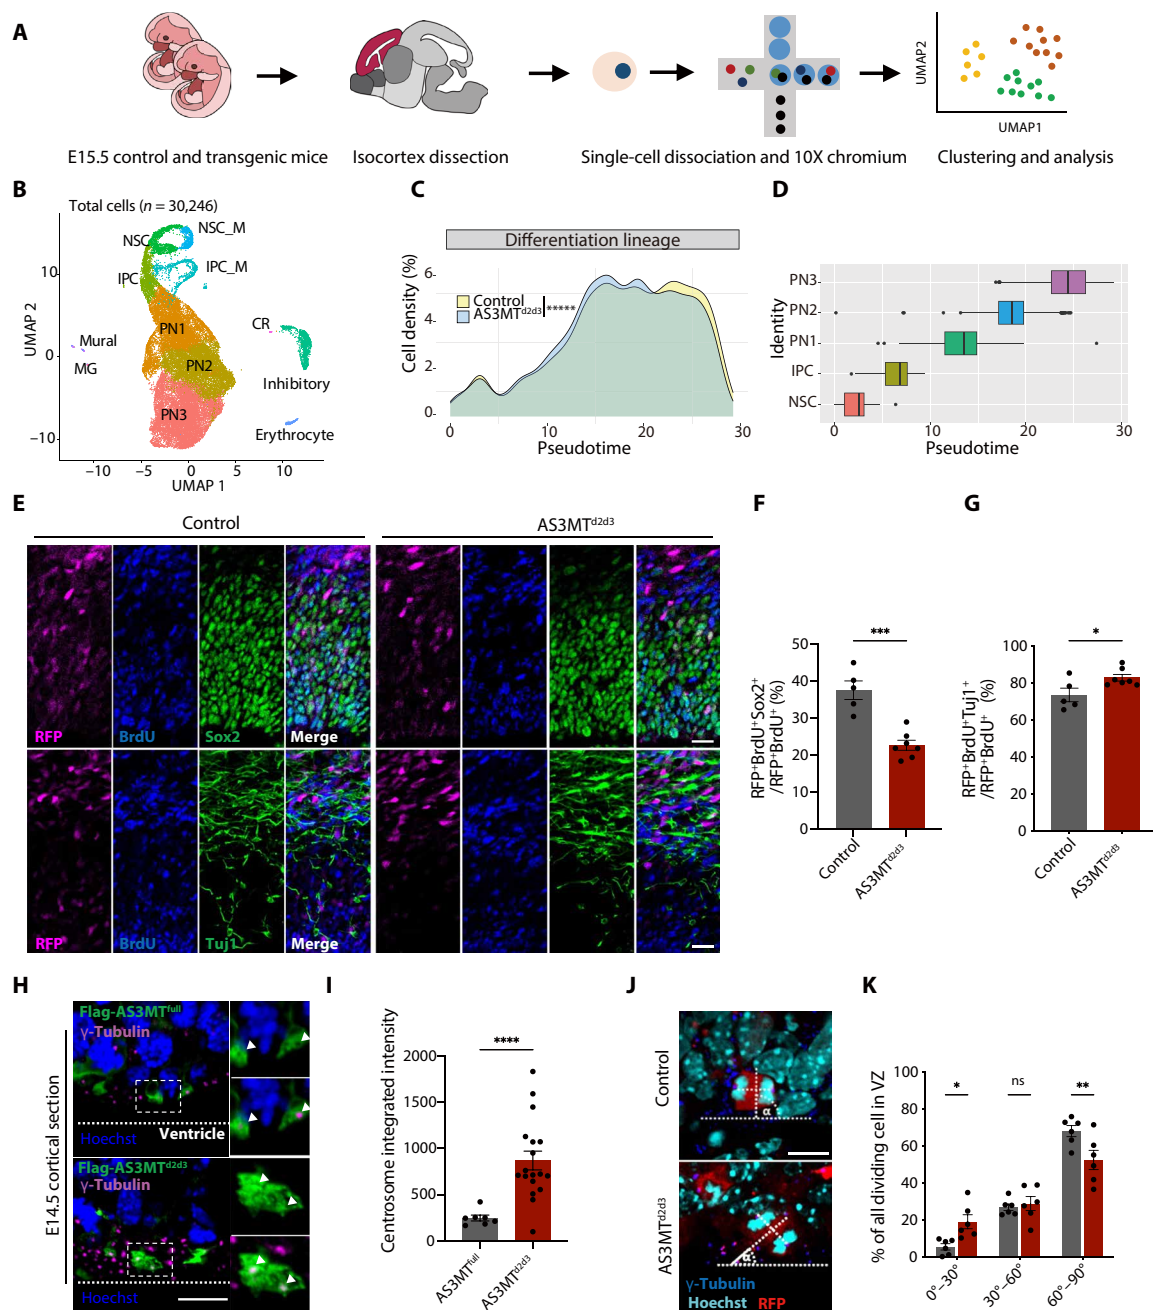 A
UMAP2
UMAP1
E15.5 control and transgenic mice
Isocortex dissection
Single-cell dissociation and 10X chromium
Clustering and analysis
B
Total cells (n = 30,246)
NSC
NSC_M
IPC
IPC_M
PN1
CR
Mural
MG
PN2
Inhibitory
PN3
Erythrocyte
UMAP 2
10
0
−10
−10
−5
0
5
10
UMAP 1
C
Differentiation lineage
Cell density (%)
6
4
2
0
Control
AS3MTd2d3
*****
0
10
20
30
Pseudotime
D
Identity
PN3
PN2
PN1
IPC
NSC
0
10
20
30
Pseudotime
E
Control
AS3MTd2d3
RFP
BrdU
Sox2
Merge
RFP
BrdU
Tuj1
Merge
F
RFP+BrdU+Sox2+
/RFP+BrdU+ (%)
50
40
30
20
10
0
***
Control
AS3MTd2d3
G
RFP+BrdU+Tuj1+
/RFP+BrdU+ (%)
100
80
60
40
20
0
*
Control
AS3MTd2d3
H
E14.5 cortical section
Flag-AS3MTfull
γ-Tubulin
Hoechst
Ventricle
Flag-AS3MTd2d3
γ-Tubulin
Hoechst
I
Centrosome integrated intensity
2000
1500
1000
500
0
****
AS3MTfull
AS3MTd2d3
J
Control
α
AS3MTd2d3
α
γ-Tubulin
Hoechst
RFP
K
% of all dividing cell in VZ
100
80
60
40
20
0
*
ns
**
0°–30°
30°–60°
60°–90°